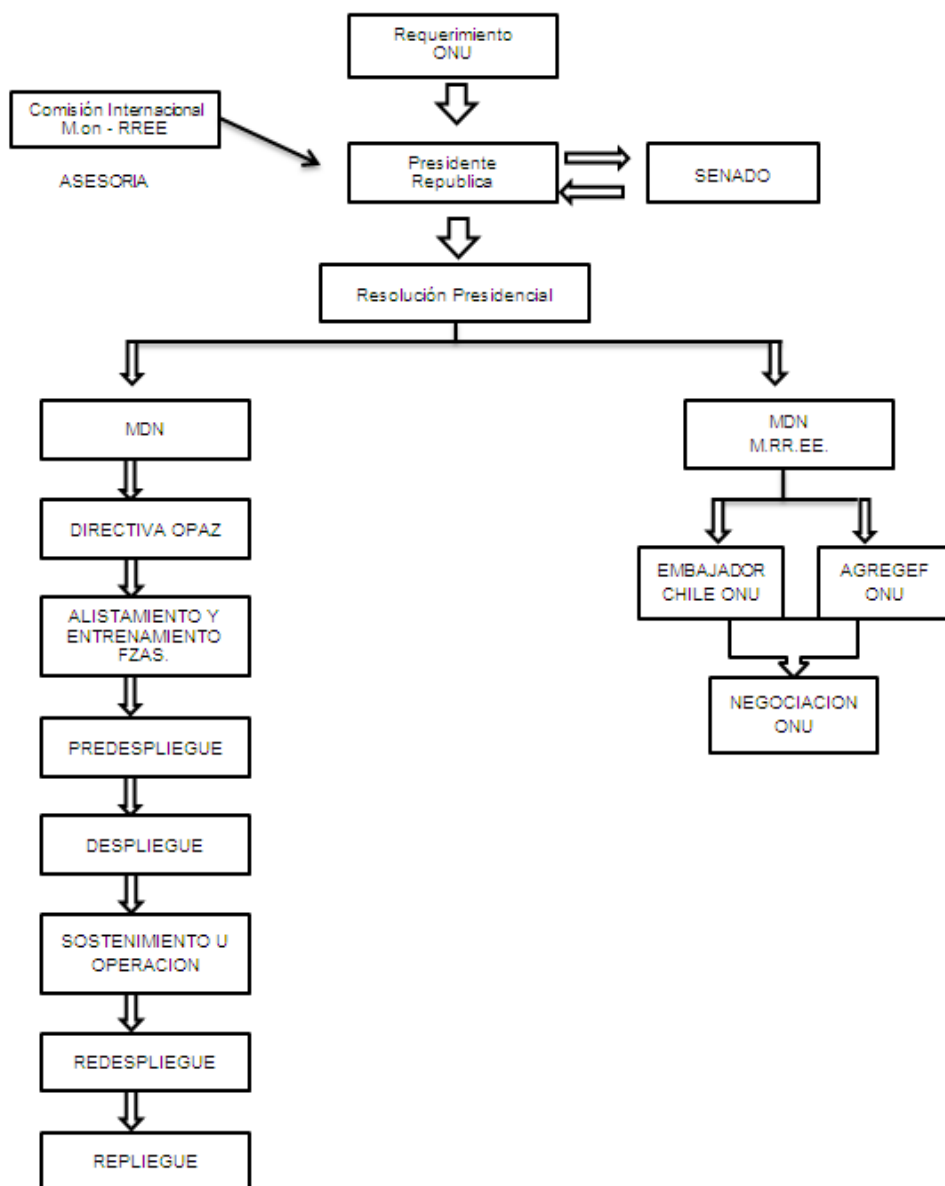 Requerimiento
ONU
Comisión Internacional
M.on - RREE
ASESORIA
Presidente
Republica
SENADO
Resolución Presidencial
MDN
DIRECTIVA OPAZ
ALISTAMIENTO Y
ENTRENAMIENTO
FZAS.
PREDESPLIEGUE
DESPLIEGUE
SOSTENIMIENTO U
OPERACION
REDESPLIEGUE
REPLIEGUE
MDN
M.RR.EE.
EMBAJADOR
CHILE ONU
AGREGEF
ONU
NEGOCIACION
ONU